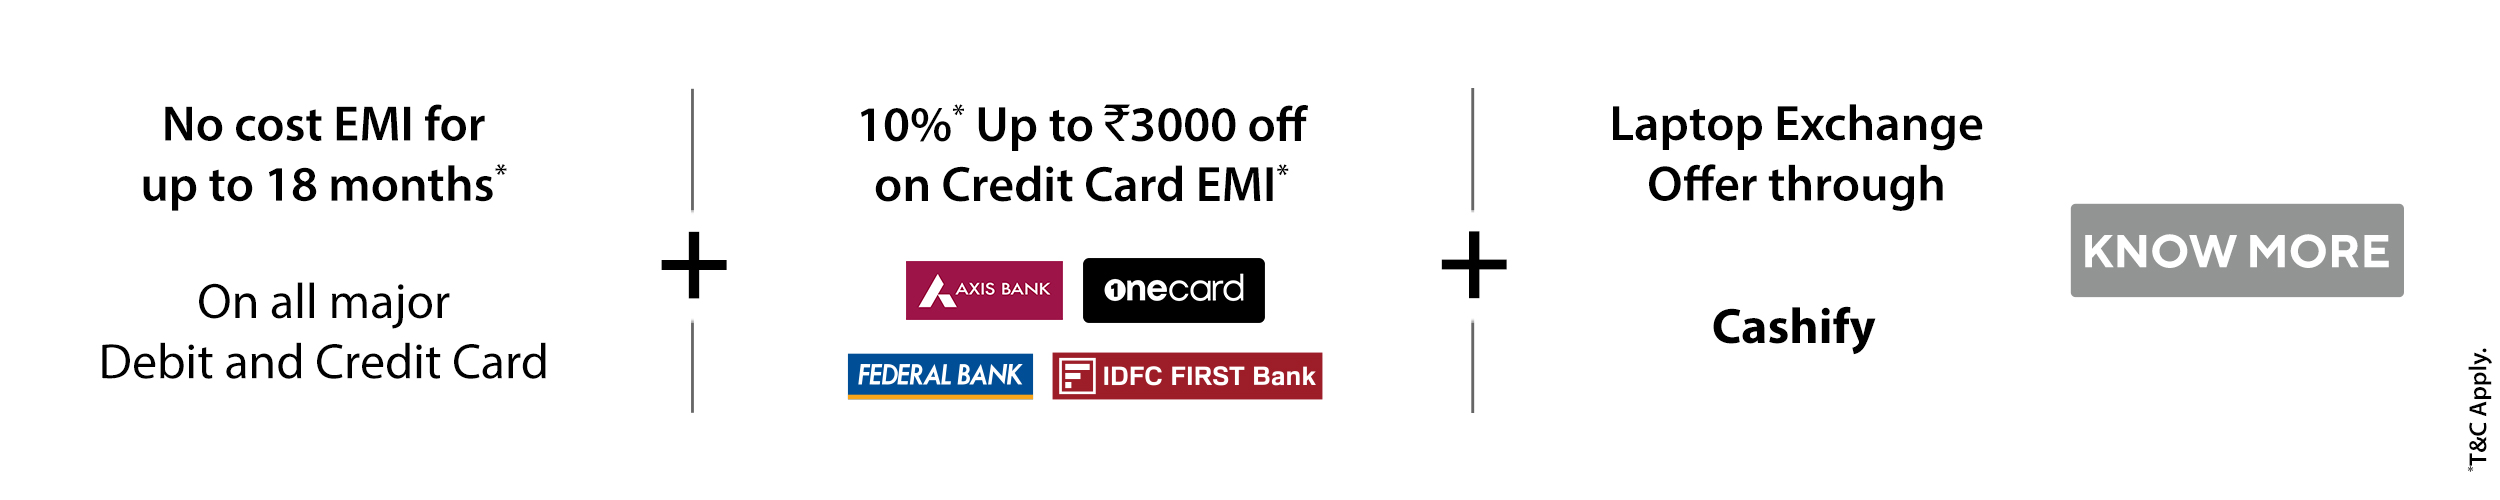 No cost EMI for
up to 18 months*
On all major
Debit and Credit Card
10%* Up to ₹3000 off
on Credit Card EMI*
AXIS BANK
onecard
FEDERAL BANK
IDFC FIRST Bank
Laptop Exchange
Offer through
Cashify
KNOW MORE
*T&C Apply.